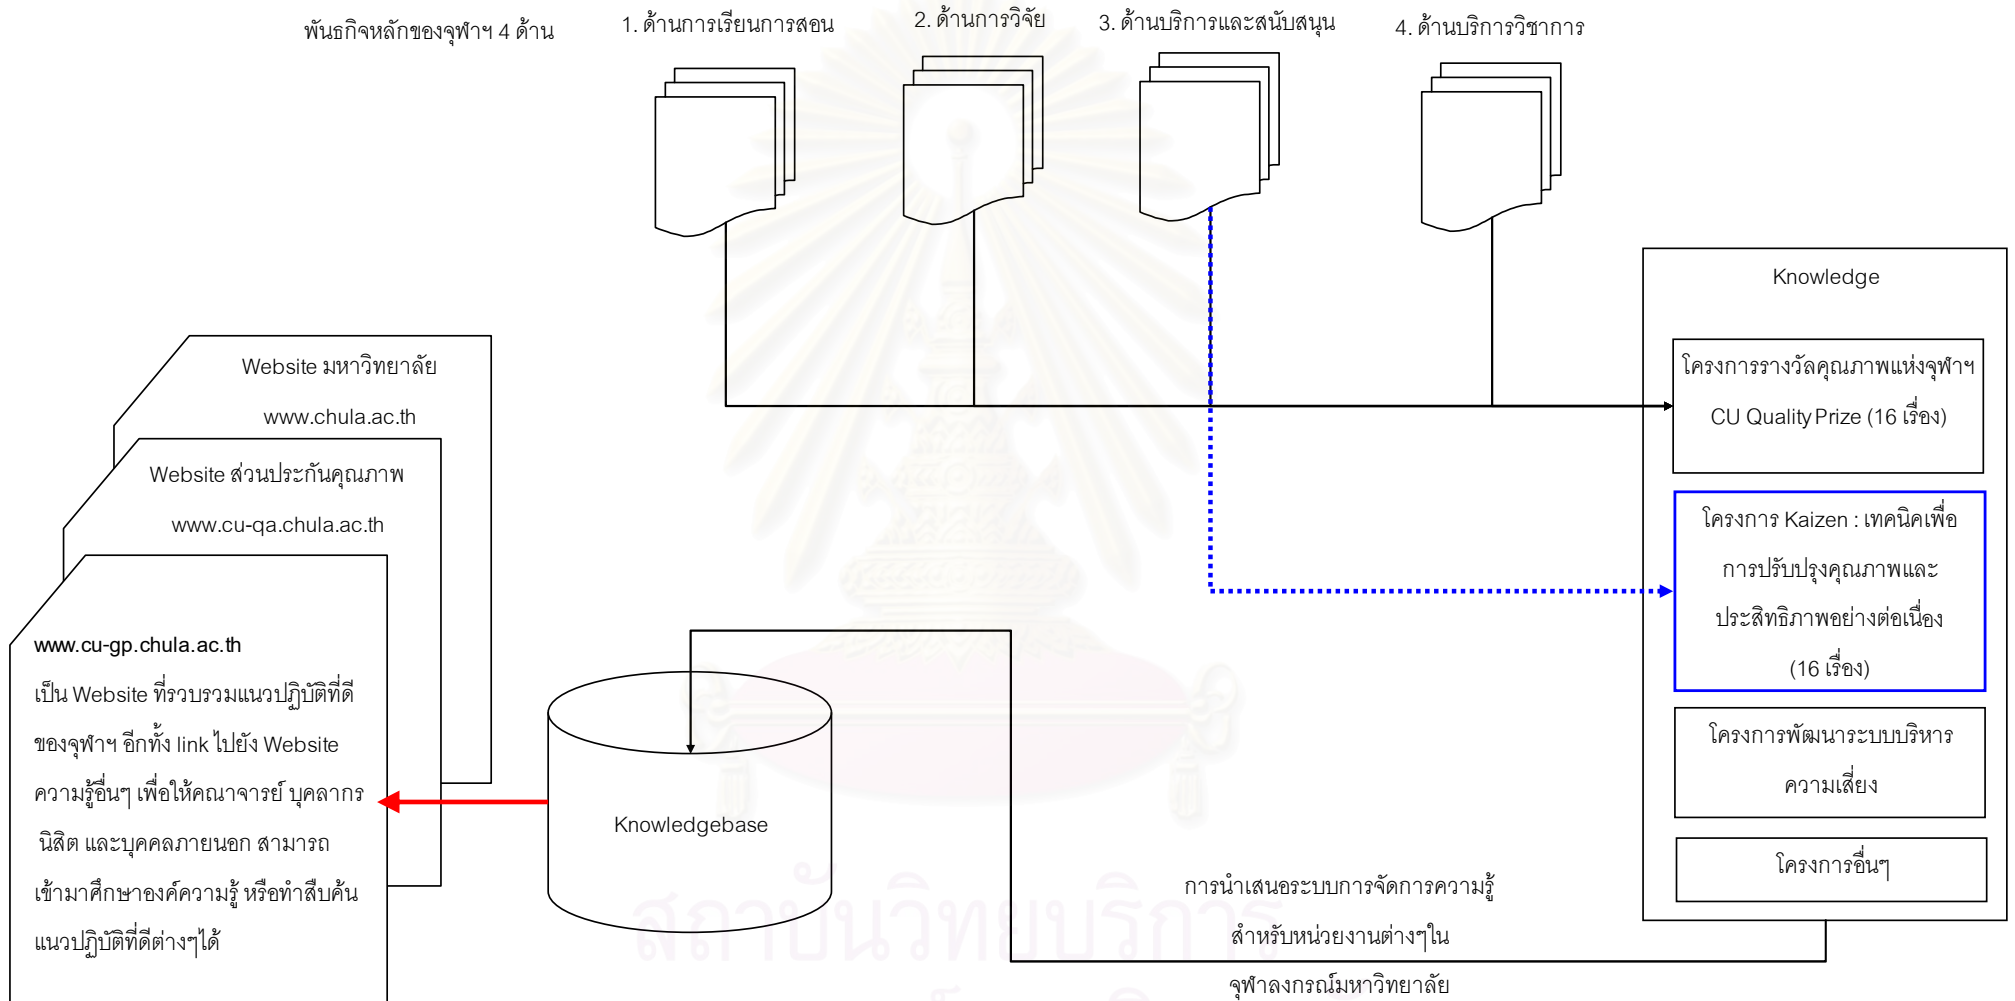 พันธกิจหลักของจุฬาฯ 4 ด้าน
1. ด้านการเรียนการสอน
2. ด้านการวิจัย
3. ด้านบริการและสนับสนุน
4. ด้านบริการวิชาการ
Knowledge
โครงการรางวัลคุณภาพแห่งจุฬาฯ
CU Quality Prize (16 เรื่อง)
โครงการ Kaizen : เทคนิคเพื่อ
การปรับปรุงคุณภาพและ
ประสิทธิภาพอย่างต่อเนื่อง
(16 เรื่อง)
โครงการพัฒนาระบบบริหาร
ความเสี่ยง
โครงการอื่นๆ
Website มหาวิทยาลัย
www.chula.ac.th
Website ส่วนประกันคุณภาพ
www.cu-qa.chula.ac.th
www.cu-gp.chula.ac.th
เป็น Website ที่รวบรวมแนวปฏิบัติที่ดี
ของจุฬาฯ อีกทั้ง link ไปยัง Website
ความรู้อื่นๆ เพื่อให้คณาจารย์ บุคลากร
นิสิต และบุคคลภายนอก สามารถ
เข้ามาศึกษาองค์ความรู้ หรือทำสืบค้น
แนวปฏิบัติที่ดีต่างๆได้
Knowledgebase
การนำเสนอระบบการจัดการความรู้
สำหรับหน่วยงานต่างๆใน
จุฬาลงกรณ์มหาวิทยาลัย
สถาบันวิทยบริการ